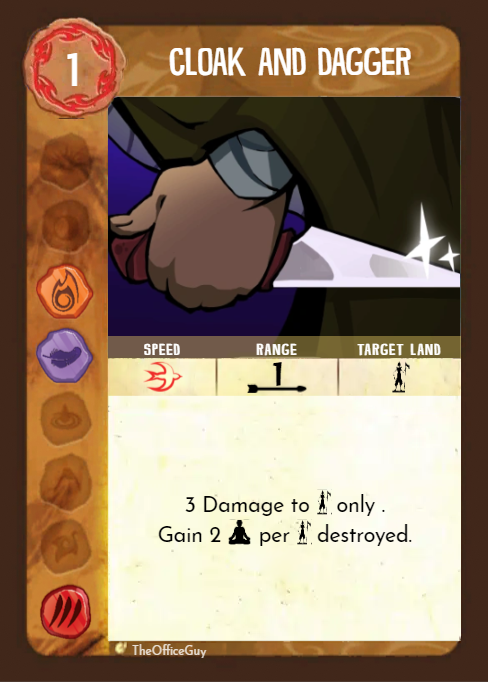 1
CLOAK AND DAGGER
SPEED RANGE TARGET LAND
1
3 Damage to only .
Gain 2 per destroyed.
TheOfficeGuy